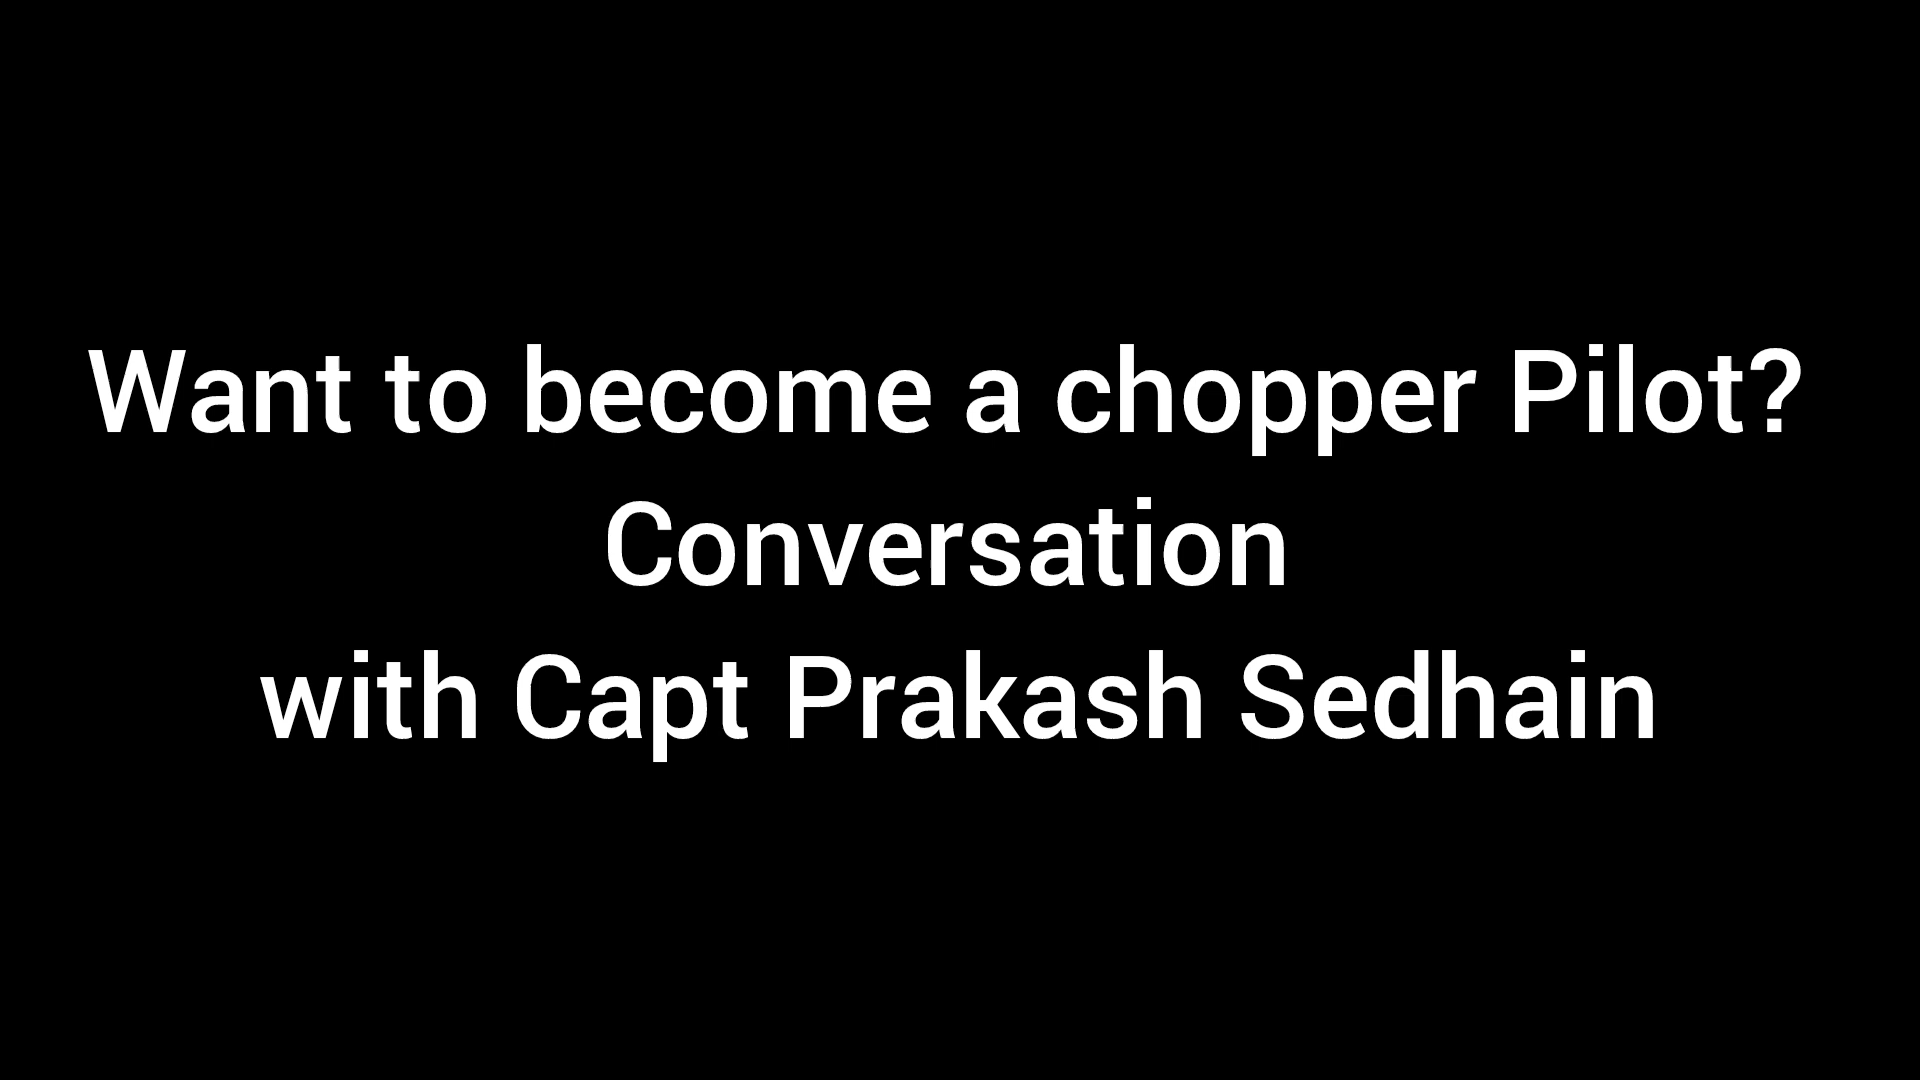 Want to become a chopper Pilot?
Conversation
with Capt Prakash Sedhain